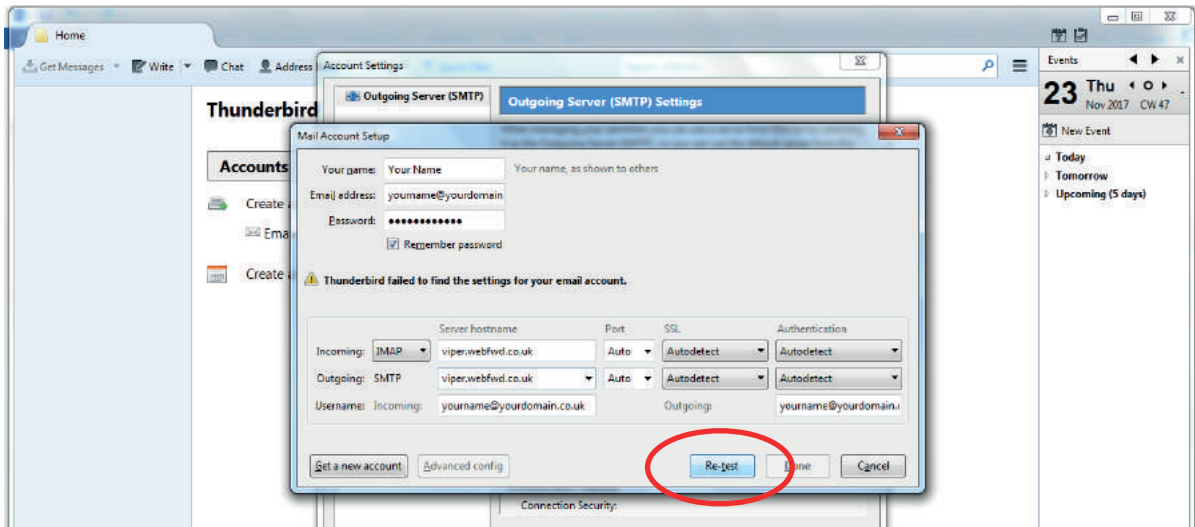 Home
Get Messages Write Chat Address
Events
23 Thu
Nov 2017 CW 47
New Event
Today
Tomorrow
Upcoming (5 days)
Thunderbird
Accounts
Create
Ema
Create
Account Settings
Outgoing Server (SMTP)
Outgoing Server (SMTP) Settings
Mail Account Setup
Your name: Your Name Your name, as shown to others
Email address: yourname@yourdomain
Password: ••••••••••••
Remember password
Thunderbird failed to find the settings for your email account.
Server hostname Port SSL Authentication
Incoming: IMAP viper.webfwd.co.uk Auto Autodetect Autodetect
Outgoing: SMTP viper.webfwd.co.uk Auto Autodetect Autodetect
Username: Incoming: yourname@yourdomain.co.uk Outgoing: yourname@yourdomain.
Get a new account Advanced config Re-test Done Cancel
Connection Security: